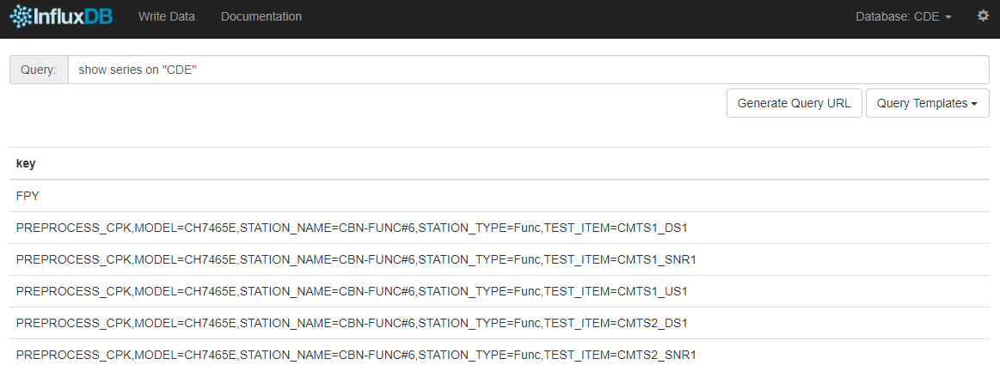 InfluxDB Write Data Documentation Database: CDE
Query: show series on "CDE"
Generate Query URL Query Templates
key
FPY
PREPROCESS_CPK,MODEL=CH7465E,STATION_NAME=CBN-FUNC#6,STATION_TYPE=Func,TEST_ITEM=CMTS1_DS1
PREPROCESS_CPK,MODEL=CH7465E,STATION_NAME=CBN-FUNC#6,STATION_TYPE=Func,TEST_ITEM=CMTS1_SNR1
PREPROCESS_CPK,MODEL=CH7465E,STATION_NAME=CBN-FUNC#6,STATION_TYPE=Func,TEST_ITEM=CMTS1_US1
PREPROCESS_CPK,MODEL=CH7465E,STATION_NAME=CBN-FUNC#6,STATION_TYPE=Func,TEST_ITEM=CMTS2_DS1
PREPROCESS_CPK,MODEL=CH7465E,STATION_NAME=CBN-FUNC#6,STATION_TYPE=Func,TEST_ITEM=CMTS2_SNR1